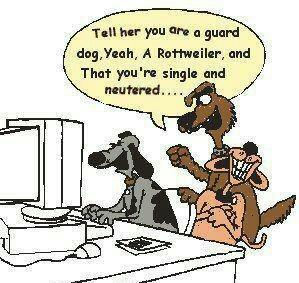 Tell her you are a guard
dog,Yeah, A Rottweiler, and
That you're single and
neutered....